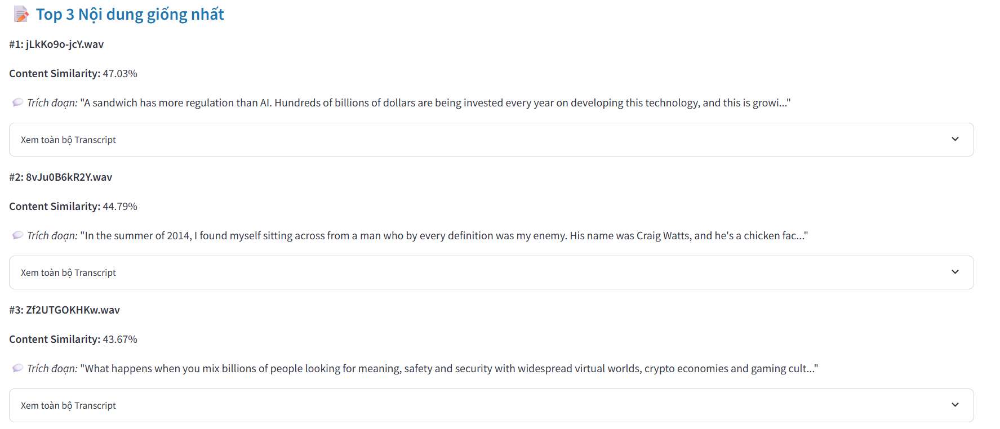 Top 3 Nội dung giống nhất
#1: jLkKo9o-jcY.wav
Content Similarity: 47.03%
Trích đoạn: "A sandwich has more regulation than AI. Hundreds of billions of dollars are being invested every year on developing this technology, and this is growi..."
Xem toàn bộ Transcript
#2: 8vJu0B6kR2Y.wav
Content Similarity: 44.79%
Trích đoạn: "In the summer of 2014, I found myself sitting across from a man who by every definition was my enemy. His name was Craig Watts, and he's a chicken fac..."
Xem toàn bộ Transcript
#3: Zf2UTGOKHKw.wav
Content Similarity: 43.67%
Trích đoạn: "What happens when you mix billions of people looking for meaning, safety and security with widespread virtual worlds, crypto economies and gaming cult..."
Xem toàn bộ Transcript